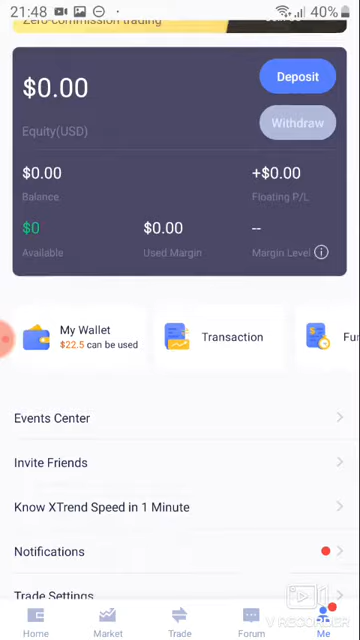 21:48
40%
Zero-commission trading
$0.00
Deposit
Equity(USD)
Withdraw
$0.00
+$0.00
Balance
Floating P/L
$0
$0.00
--
Available
Used Margin
Margin Level
My Wallet
$22.5 can be used
Transaction
Fu
Events Center
Invite Friends
Know XTrend Speed in 1 Minute
Notifications
Trade Settings
V RECORDER
Home
Market
Trade
Forum
Me